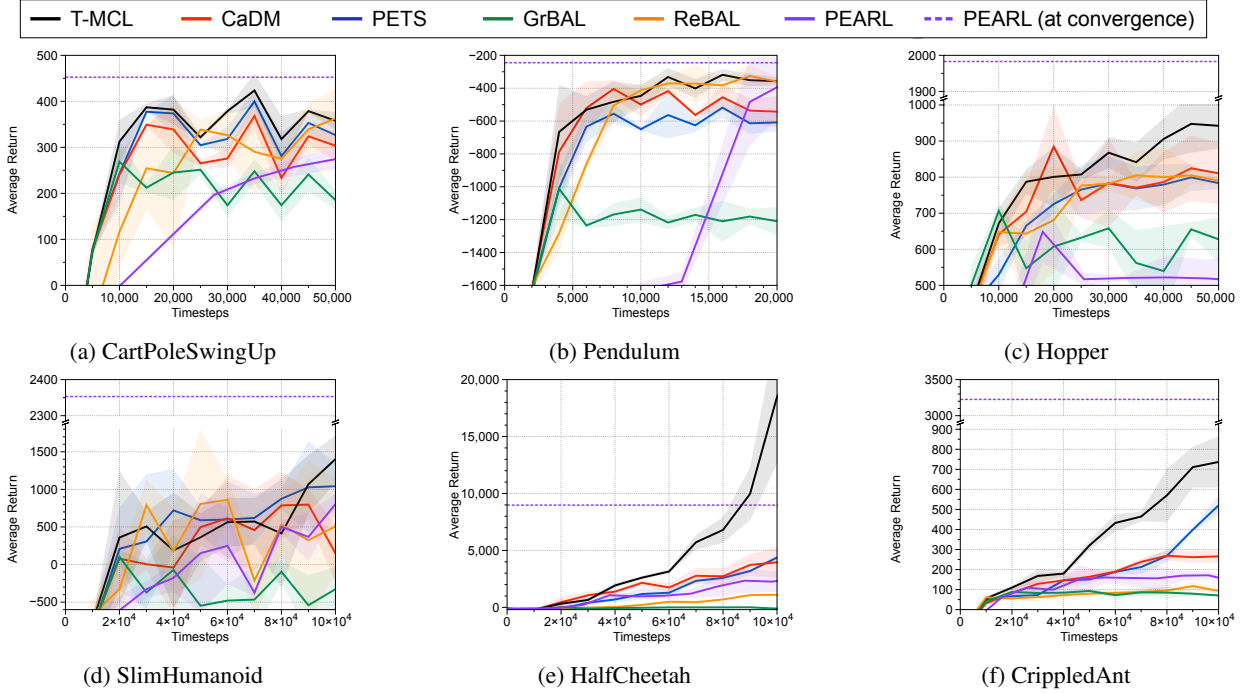 T-MCL CaDM PETS GrBAL ReBAL PEARL PEARL (at convergence)
500
400
300
200
100
0
Average Return
0 10,000 20,000 30,000 40,000 50,000
Timesteps
(a) CartPoleSwingUp
−200
−400
−600
−800
−1000
−1200
−1400
−1600
Average Return
0 5,000 10,000 15,000 20,000
Timesteps
(b) Pendulum
2000
1900
1000
900
800
700
600
500
Average Return
0 10,000 20,000 30,000 40,000 50,000
Timesteps
(c) Hopper
2400
2300
1500
1000
500
0
−500
Average Return
0 2×10⁴ 4×10⁴ 6×10⁴ 8×10⁴ 10×10⁴
Timesteps
(d) SlimHumanoid
20,000
15,000
10,000
5,000
0
Average Return
0 2×10⁴ 4×10⁴ 6×10⁴ 8×10⁴ 10×10⁴
Timesteps
(e) HalfCheetah
3500
3000
900
800
700
600
500
400
300
200
100
0
Average Return
0 2×10⁴ 4×10⁴ 6×10⁴ 8×10⁴ 10×10⁴
Timesteps
(f) CrippledAnt